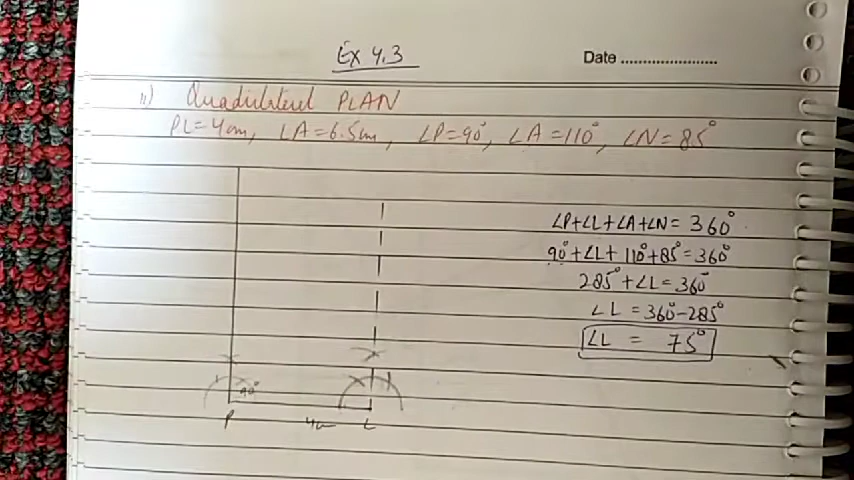 Ex 4.3
Date ........................
ii) Quadrilateral PLAN
PL=4cm, LA=6.5cm, ∠P=90°, ∠A=110°, ∠N=85°
∠P+∠L+∠A+∠N=360°
90°+∠L+110°+85°=360°
285°+∠L=360°
∠L=360°-285°
∠L = 75°
90°
P 4cm L